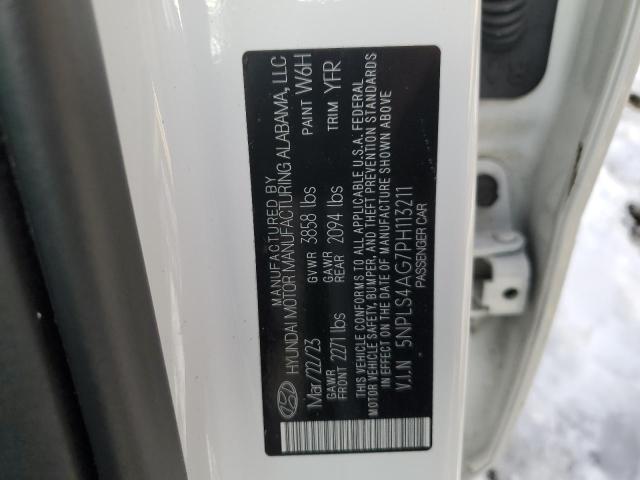 MANUFACTURED BY
HYUNDAI MOTOR MANUFACTURING ALABAMA, LLC
Mar/22/23 GVWR 3858 lbs PAINT W6H
GAWR FRONT 2271 lbs GAWR REAR 2094 lbs TRIM YFR
THIS VEHICLE CONFORMS TO ALL APPLICABLE U.S.A. FEDERAL
MOTOR VEHICLE SAFETY, BUMPER, AND THEFT PREVENTION STANDARDS
IN EFFECT ON THE DATE OF MANUFACTURE SHOWN ABOVE
V.I.N 5NPLS4AG7PH113211
PASSENGER CAR